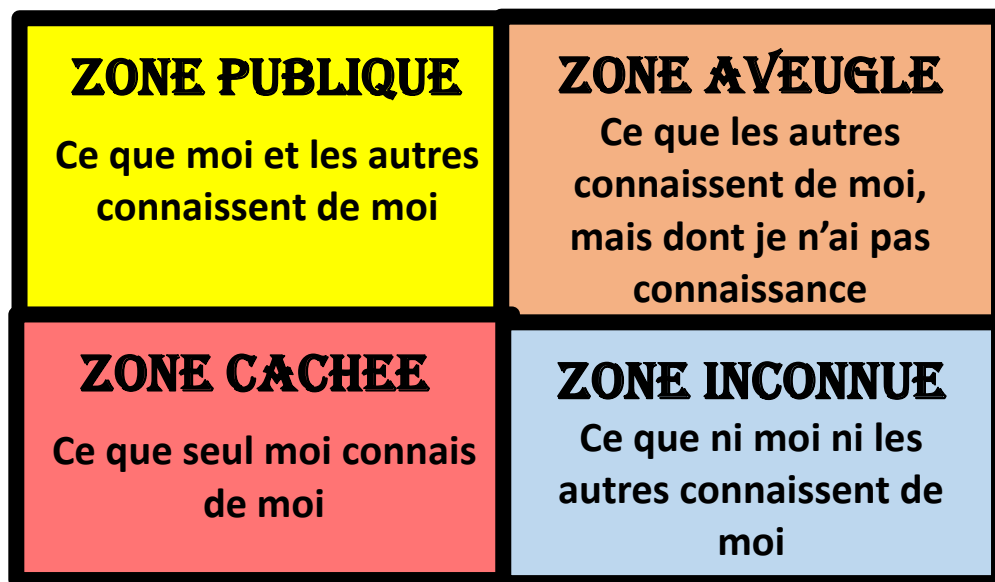 ZONE PUBLIQUE
Ce que moi et les autres
connaissent de moi
ZONE AVEUGLE
Ce que les autres
connaissent de moi,
mais dont je n’ai pas
connaissance
ZONE CACHEE
Ce que seul moi connais
de moi
ZONE INCONNUE
Ce que ni moi ni les
autres connaissent de
moi